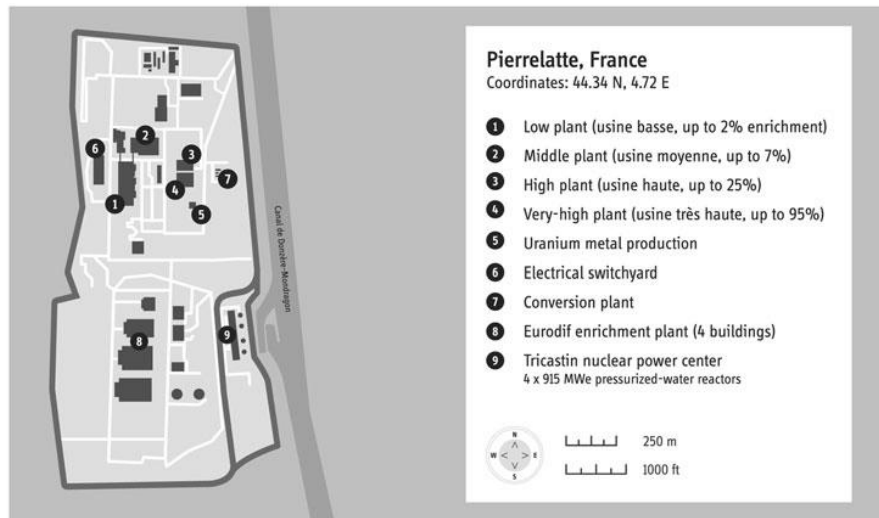 Pierrelatte, France
Coordinates: 44.34 N, 4.72 E
1 Low plant (usine basse, up to 2% enrichment)
2 Middle plant (usine moyenne, up to 7%)
3 High plant (usine haute, up to 25%)
4 Very-high plant (usine très haute, up to 95%)
5 Uranium metal production
6 Electrical switchyard
7 Conversion plant
8 Eurodif enrichment plant (4 buildings)
9 Tricastin nuclear power center
4 x 915 MWe pressurized-water reactors
N
W E
S
250 m
1000 ft
2
6
3
4
7
1
5
Canal de Donzère-Mondragon
9
8